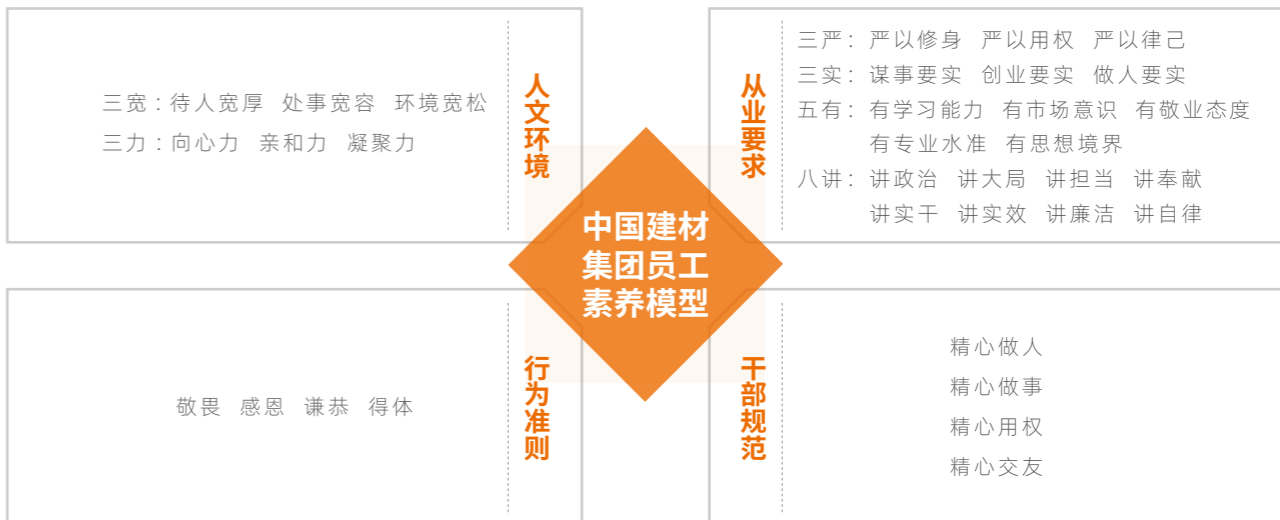 人文环境
三宽：待人宽厚 处事宽容 环境宽松
三力：向心力 亲和力 凝聚力
从业要求
三严：严以修身 严以用权 严以律己
三实：谋事要实 创业要实 做人要实
五有：有学习能力 有市场意识 有敬业态度
有专业水准 有思想境界
八讲：讲政治 讲大局 讲担当 讲奉献
讲实干 讲实效 讲廉洁 讲自律
中国建材
集团员工
素养模型
行为准则
敬畏 感恩 谦恭 得体
干部规范
精心做人
精心做事
精心用权
精心交友